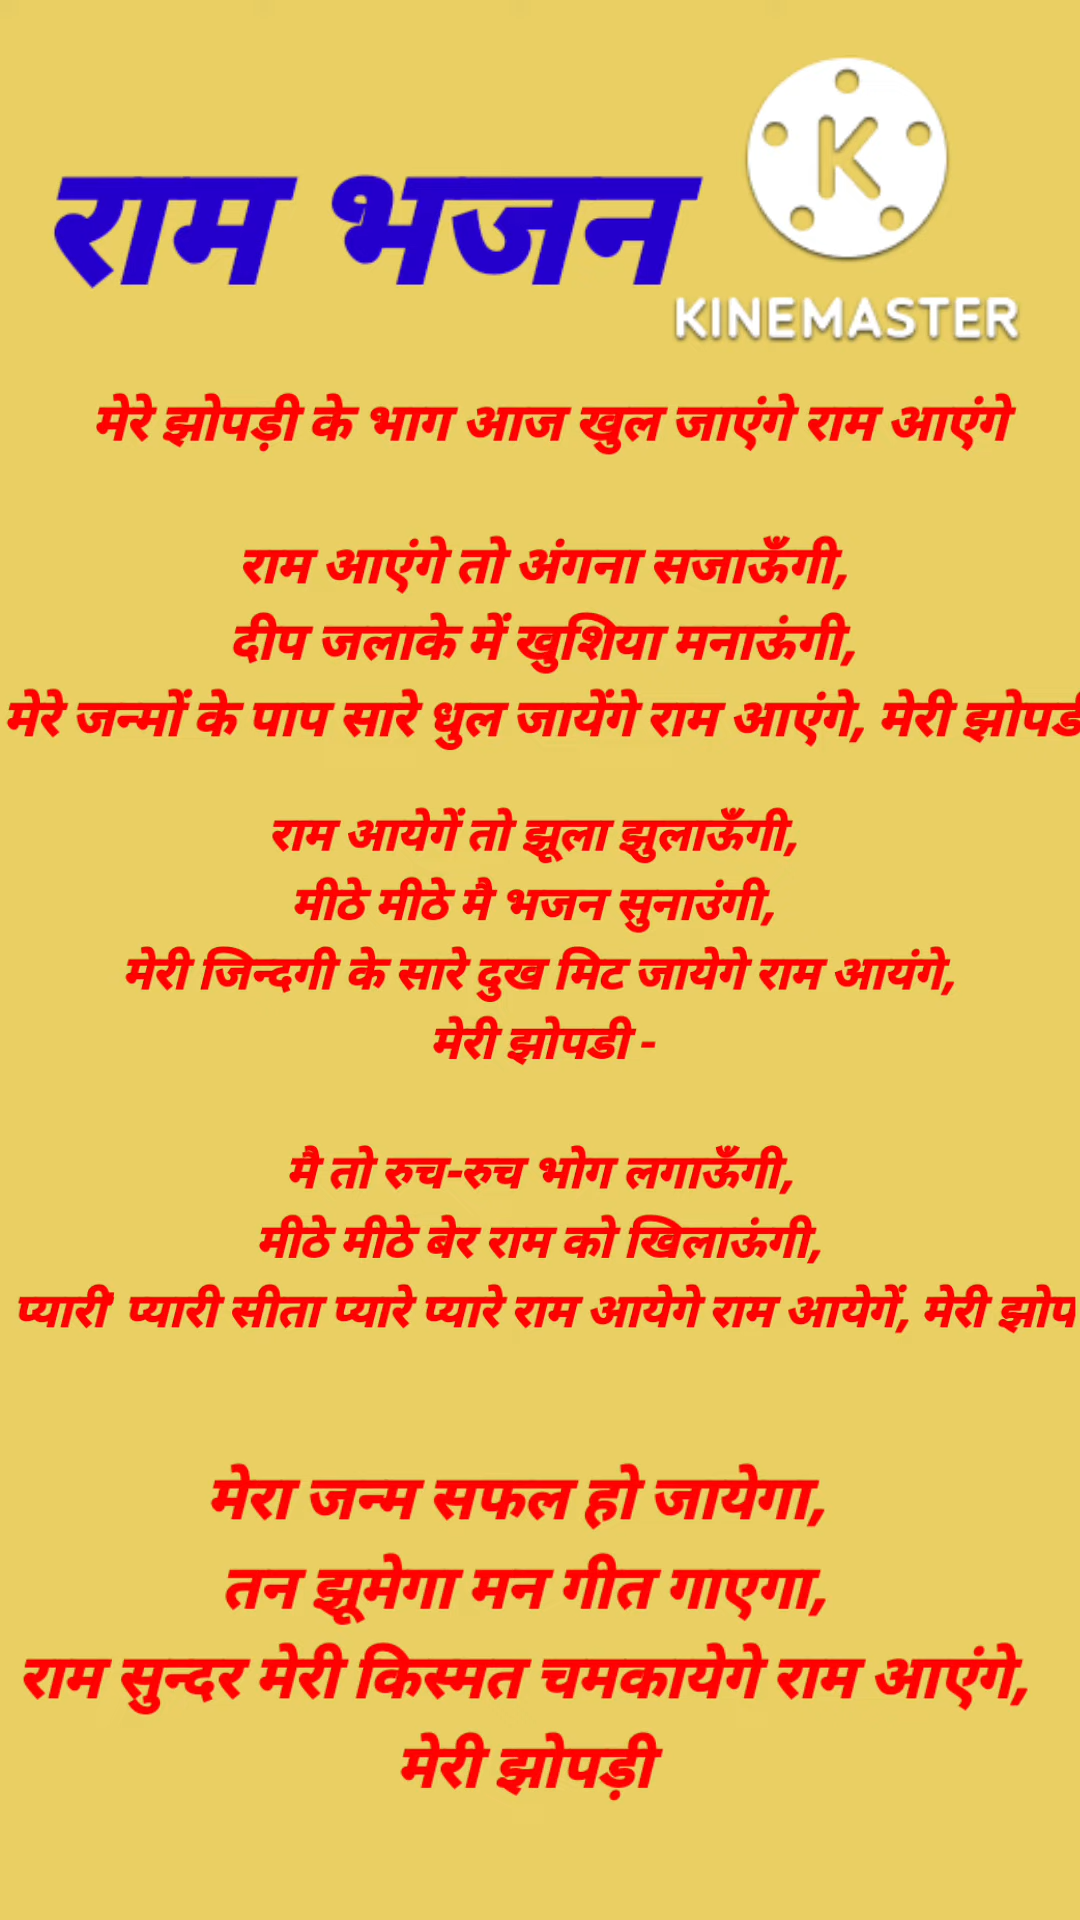 राम भजन
KINEMASTER
मेरे झोपड़ी के भाग आज खुल जाएंगे राम आएंगे
राम आएंगे तो अंगना सजाऊँगी,
दीप जलाके में खुशिया मनाऊंगी,
मेरे जन्मों के पाप सारे धुल जायेंगे राम आएंगे, मेरी झोपडी
राम आयेगें तो झूला झुलाऊँगी,
मीठे मीठे मै भजन सुनाउंगी,
मेरी जिन्दगी के सारे दुख मिट जायेगे राम आयंगे,
मेरी झोपडी -
मै तो रुच-रुच भोग लगाऊँगी,
मीठे मीठे बेर राम को खिलाऊंगी,
प्यारी' प्यारी सीता प्यारे प्यारे राम आयेगे राम आयेगें, मेरी झोप
मेरा जन्म सफल हो जायेगा,
तन झूमेगा मन गीत गाएगा,
राम सुन्दर मेरी किस्मत चमकायेगे राम आएंगे,
मेरी झोपड़ी